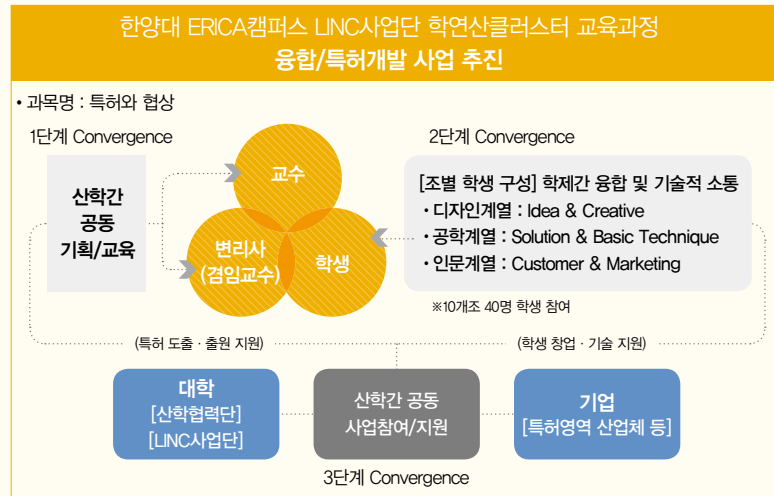 한양대 ERICA캠퍼스 LINC사업단 학연산클러스터 교육과정
융합/특허개발 사업 추진
• 과목명 : 특허와 협상
1단계 Convergence
산학간
공동
기획/교육
교수
변리사
(겸임교수)
학생
2단계 Convergence
[조별 학생 구성] 학제간 융합 및 기술적 소통
· 디자인계열 : Idea & Creative
· 공학계열 : Solution & Basic Technique
· 인문계열 : Customer & Marketing
※10개조 40명 학생 참여
(특허 도출 · 출원 지원)
(학생 창업 · 기술 지원)
대학
[산학협력단]
[LINC사업단]
산학간 공동
사업참여/지원
기업
[특허영역 산업체 등]
3단계 Convergence